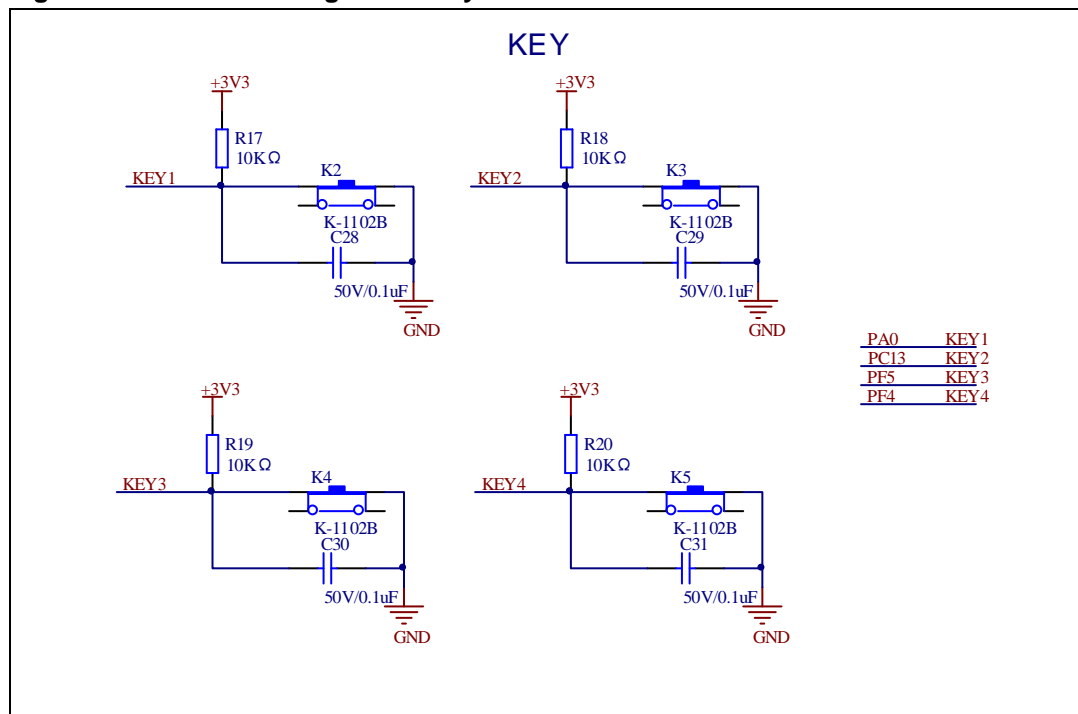 KEY
+3V3
R17
10KΩ
KEY1
K2
K-1102B
C28
50V/0.1uF
GND
+3V3
R18
10KΩ
KEY2
K3
K-1102B
C29
50V/0.1uF
GND
PA0 KEY1
PC13 KEY2
PF5 KEY3
PF4 KEY4
+3V3
R19
10KΩ
KEY3
K4
K-1102B
C30
50V/0.1uF
GND
+3V3
R20
10KΩ
KEY4
K5
K-1102B
C31
50V/0.1uF
GND